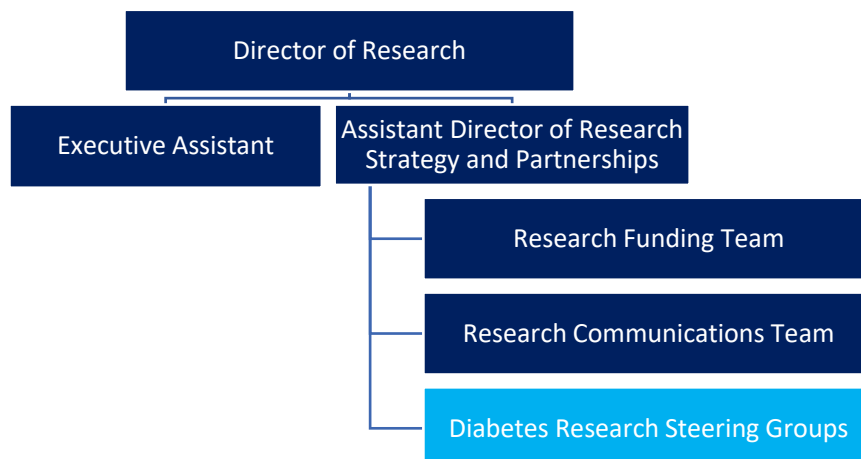 Director of Research
Executive Assistant
Assistant Director of Research
Strategy and Partnerships
Research Funding Team
Research Communications Team
Diabetes Research Steering Groups